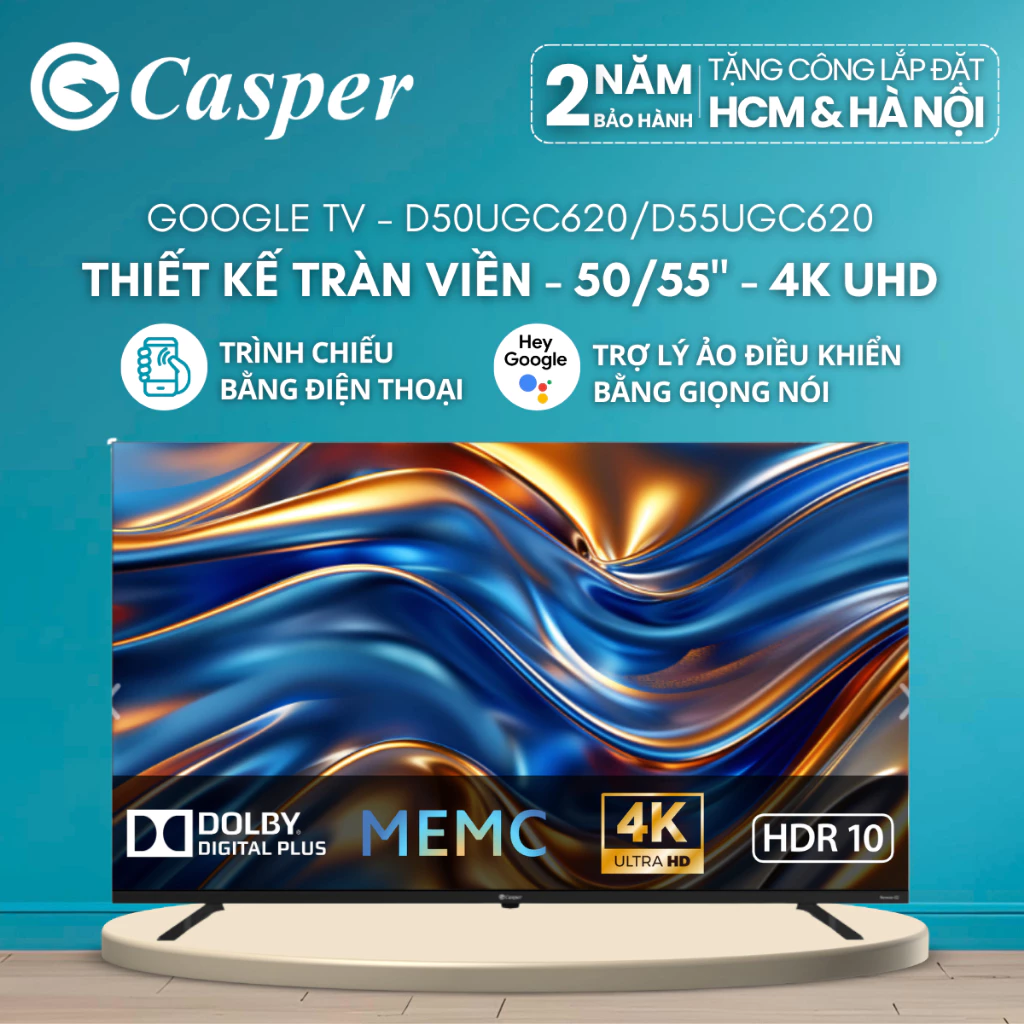 Casper
2 NĂM
BẢO HÀNH
TẶNG CÔNG LẮP ĐẶT
HCM & HÀ NỘI
GOOGLE TV - D50UGC620/D55UGC620
THIẾT KẾ TRÀN VIỀN - 50/55" - 4K UHD
TRÌNH CHIẾU
BẰNG ĐIỆN THOẠI
Hey
Google
TRỢ LÝ ẢO ĐIỀU KHIỂN
BẰNG GIỌNG NÓI
DOLBY
DIGITAL PLUS
MEMC
4K
ULTRA HD
HDR 10
Casper